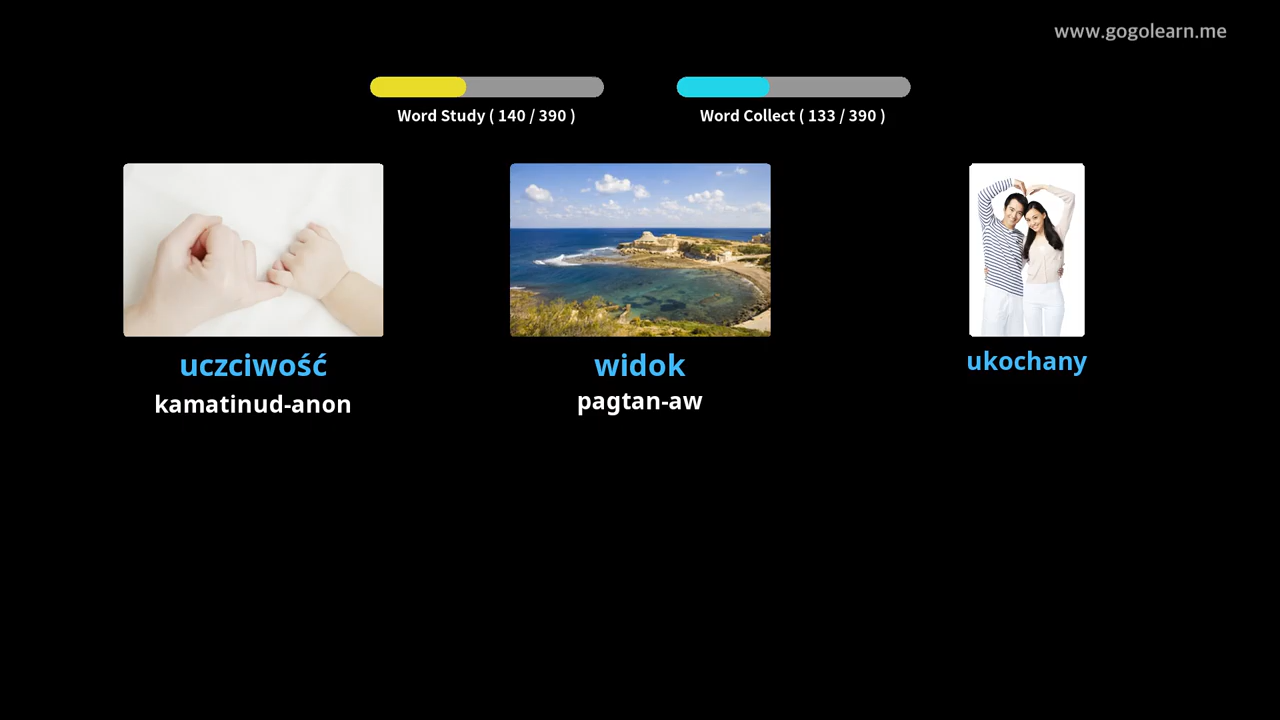 www.gogolearn.me
Word Study ( 140 / 390 )
Word Collect ( 133 / 390 )
uczciwość
kamatinud-anon
widok
pagtan-aw
ukochany